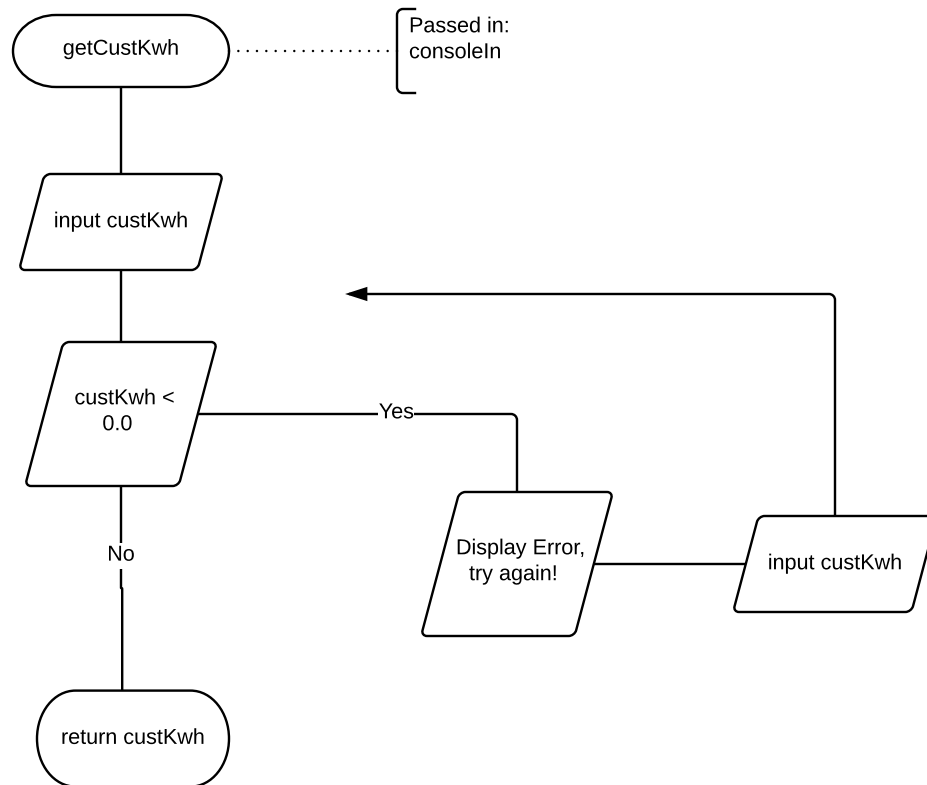 getCustKwh
Passed in:
consoleIn
input custKwh
custKwh <
0.0
Yes
No
Display Error,
try again!
input custKwh
return custKwh